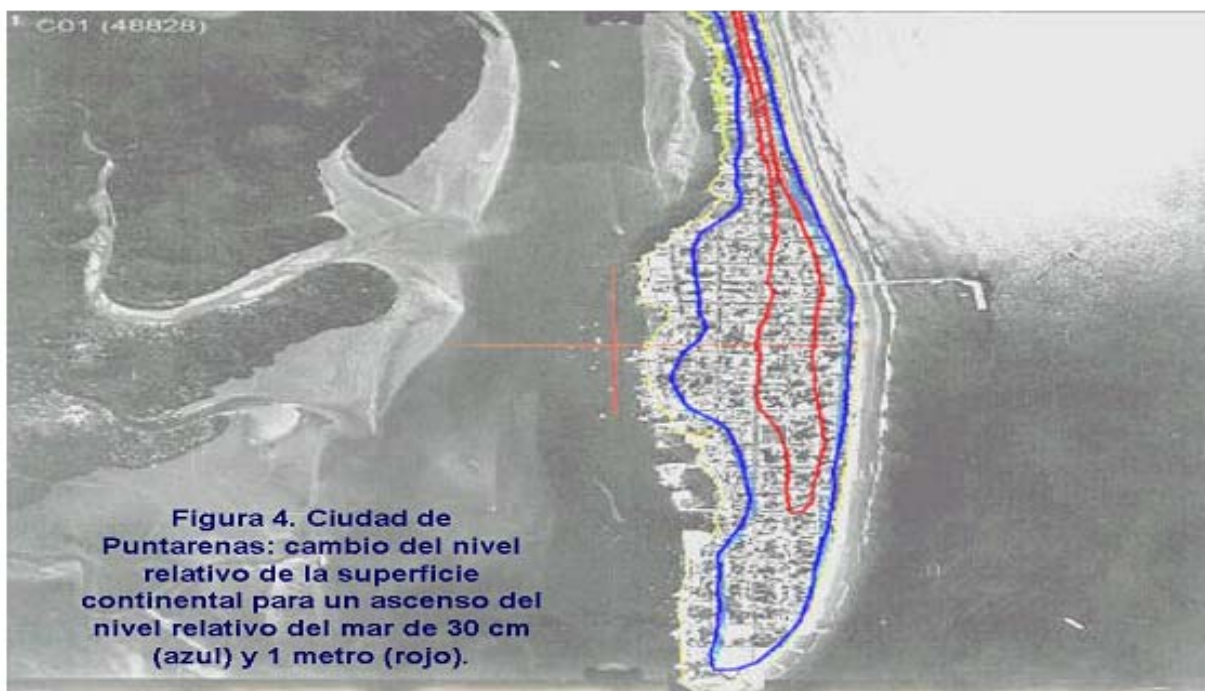 C01 (48828)
Figura 4. Ciudad de
Puntarenas: cambio del nivel
relativo de la superficie
continental para un ascenso del
nivel relativo del mar de 30 cm
(azul) y 1 metro (rojo).